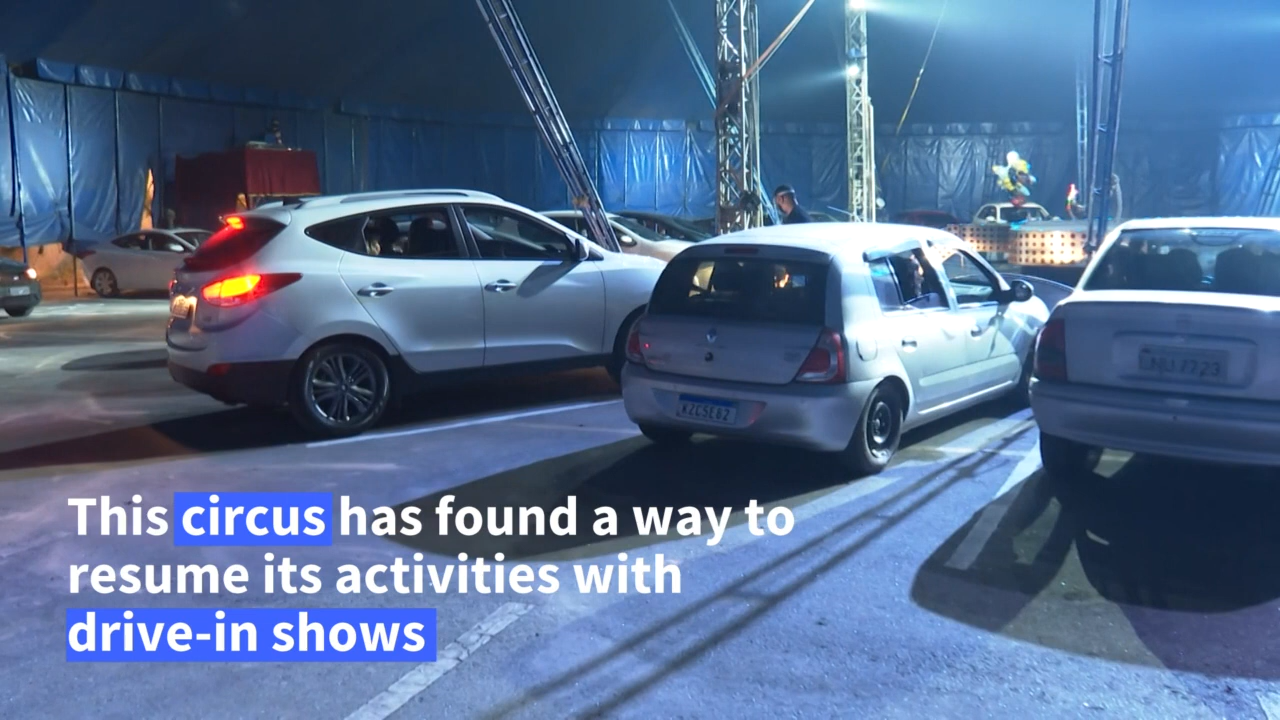 This circus has found a way to
resume its activities with
drive-in shows